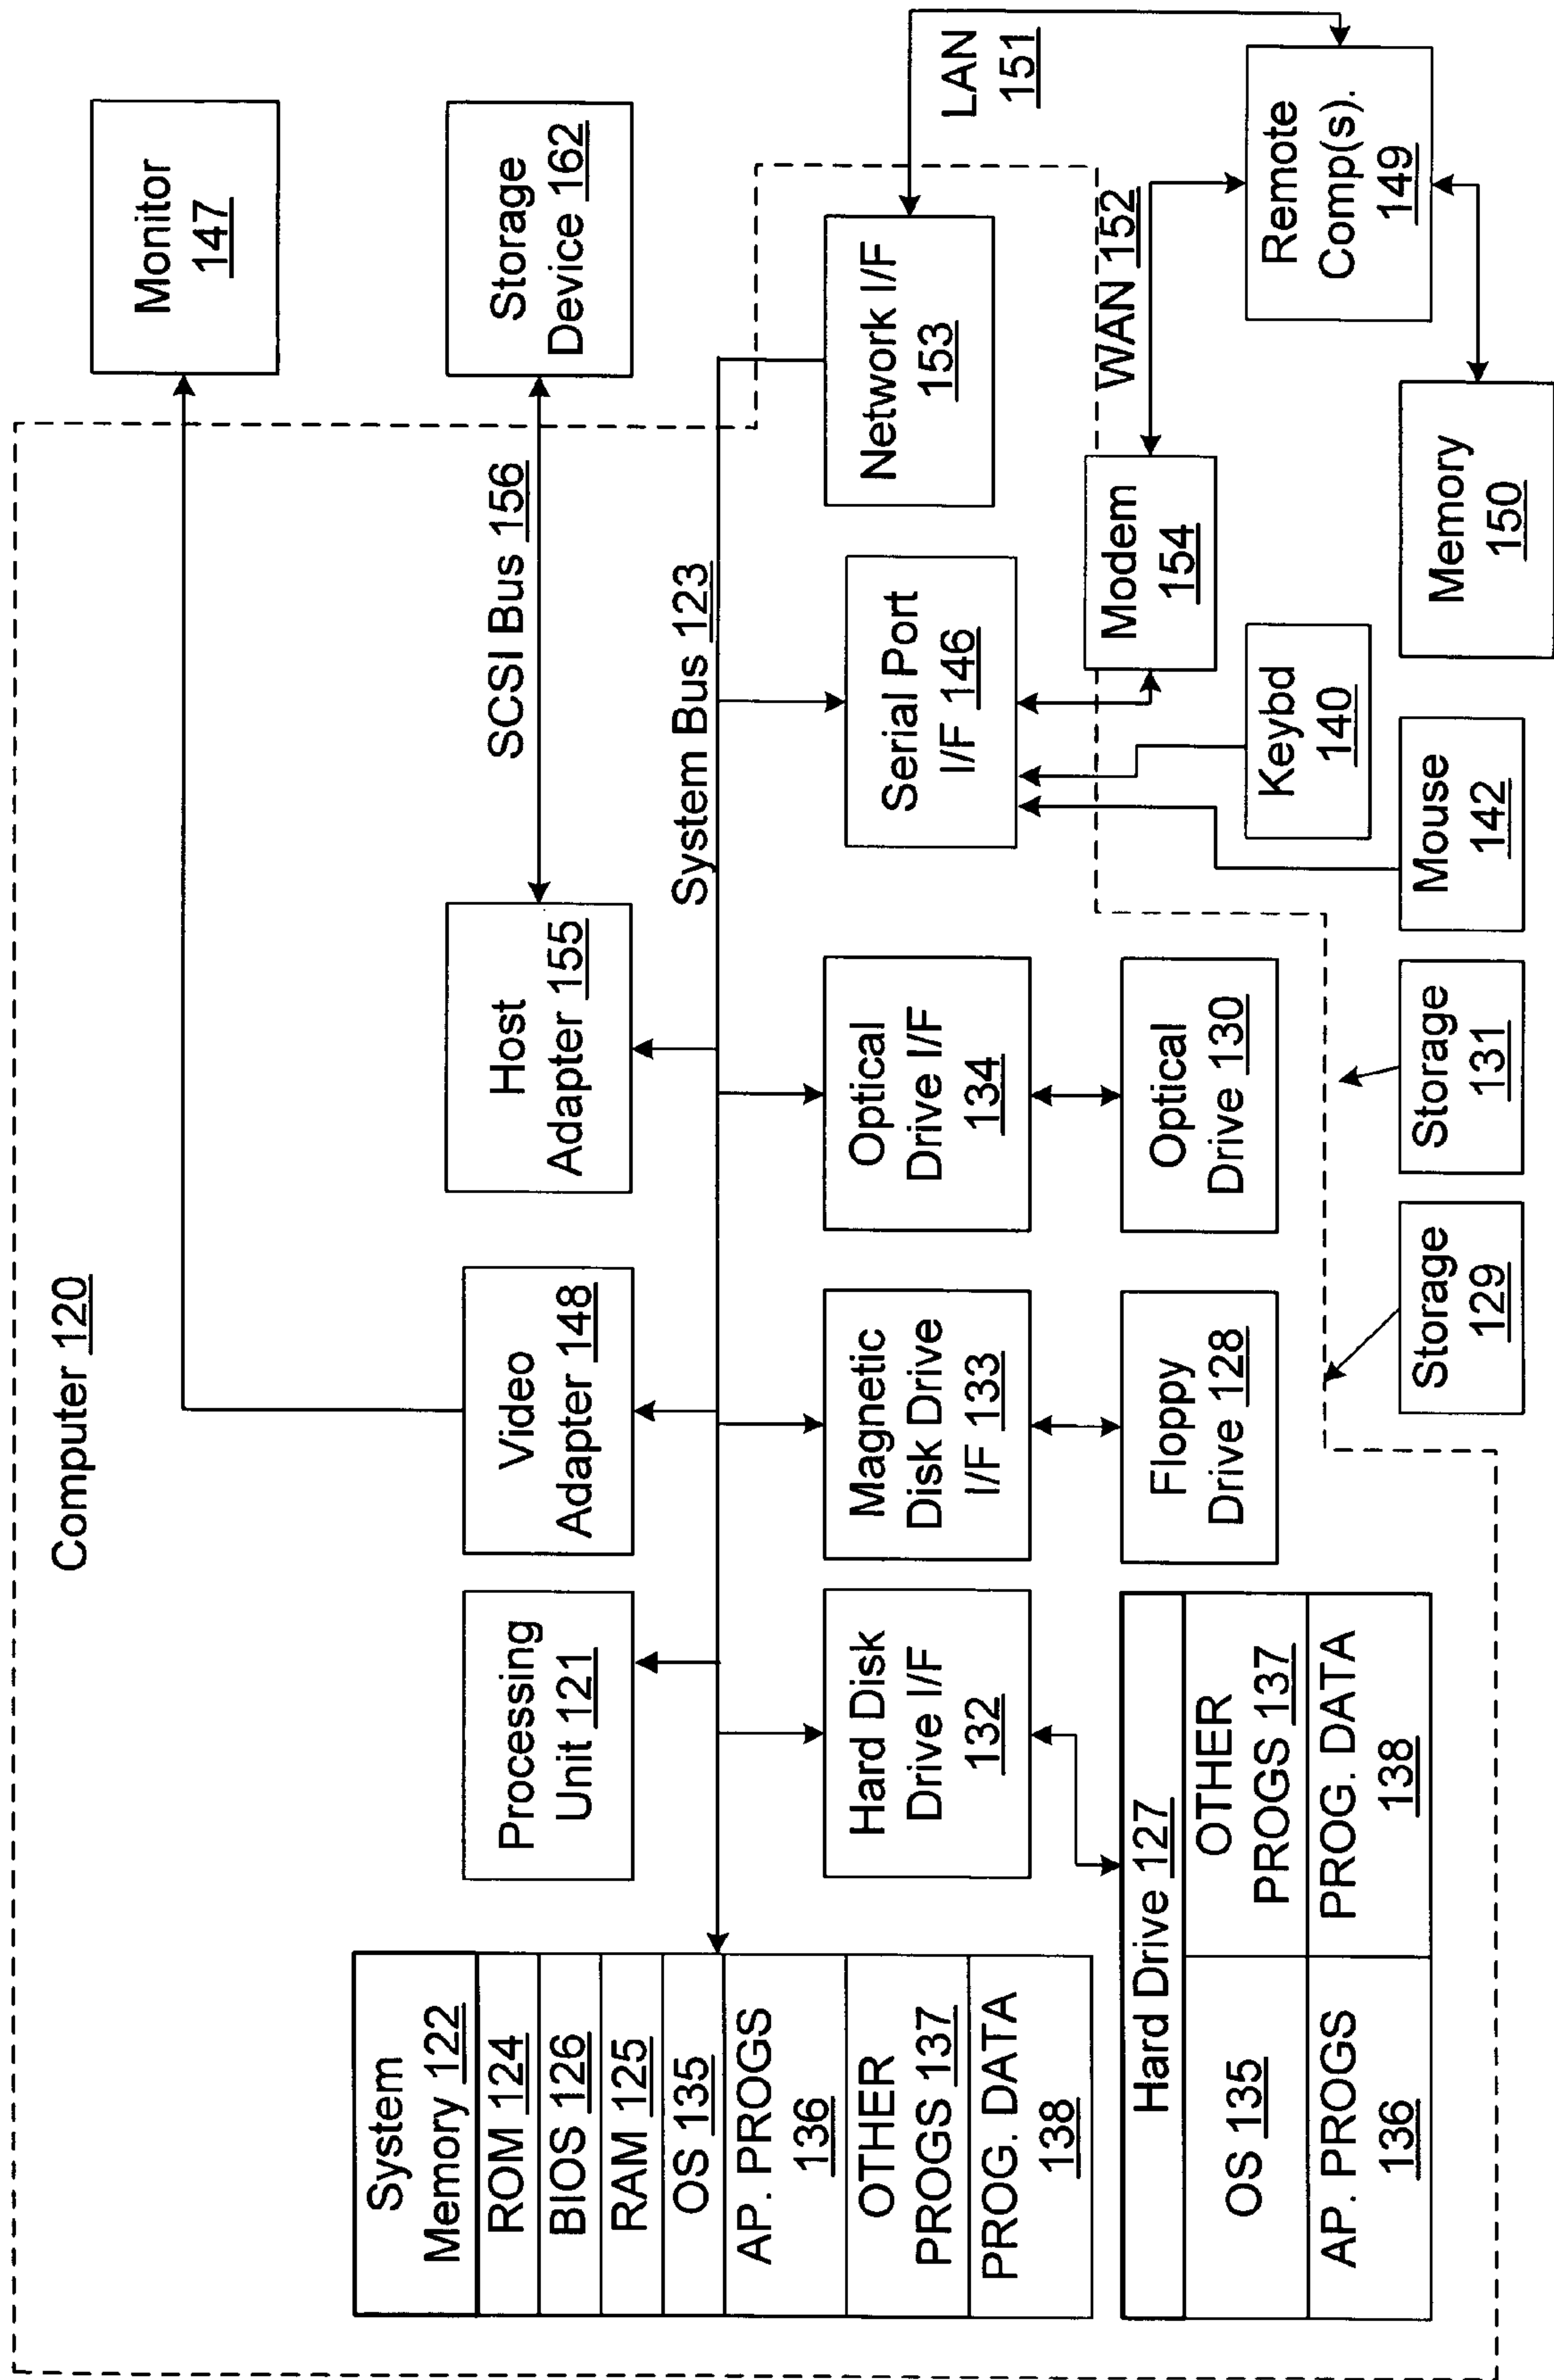 Computer 120
Monitor
147
System
Memory 122
ROM 124
BIOS 126
RAM 125
OS 135
AP. PROGS
136
OTHER
PROGS 137
PROG. DATA
138
Processing
Unit 121
Video
Adapter 148
Host
Adapter 155
SCSI Bus 156
Storage
Device 162
System Bus 123
Hard Disk
Drive I/F
132
Magnetic
Disk Drive
I/F 133
Optical
Drive I/F
134
Serial Port
I/F 146
Network I/F
153
LAN
151
Hard Drive 127
OS 135
OTHER
PROGS 137
AP. PROGS
136
PROG. DATA
138
Floppy
Drive 128
Optical
Drive 130
Modem
154
WAN 152
Keybd
140
Remote
Comp(s).
149
Storage
129
Storage
131
Mouse
142
Memory
150